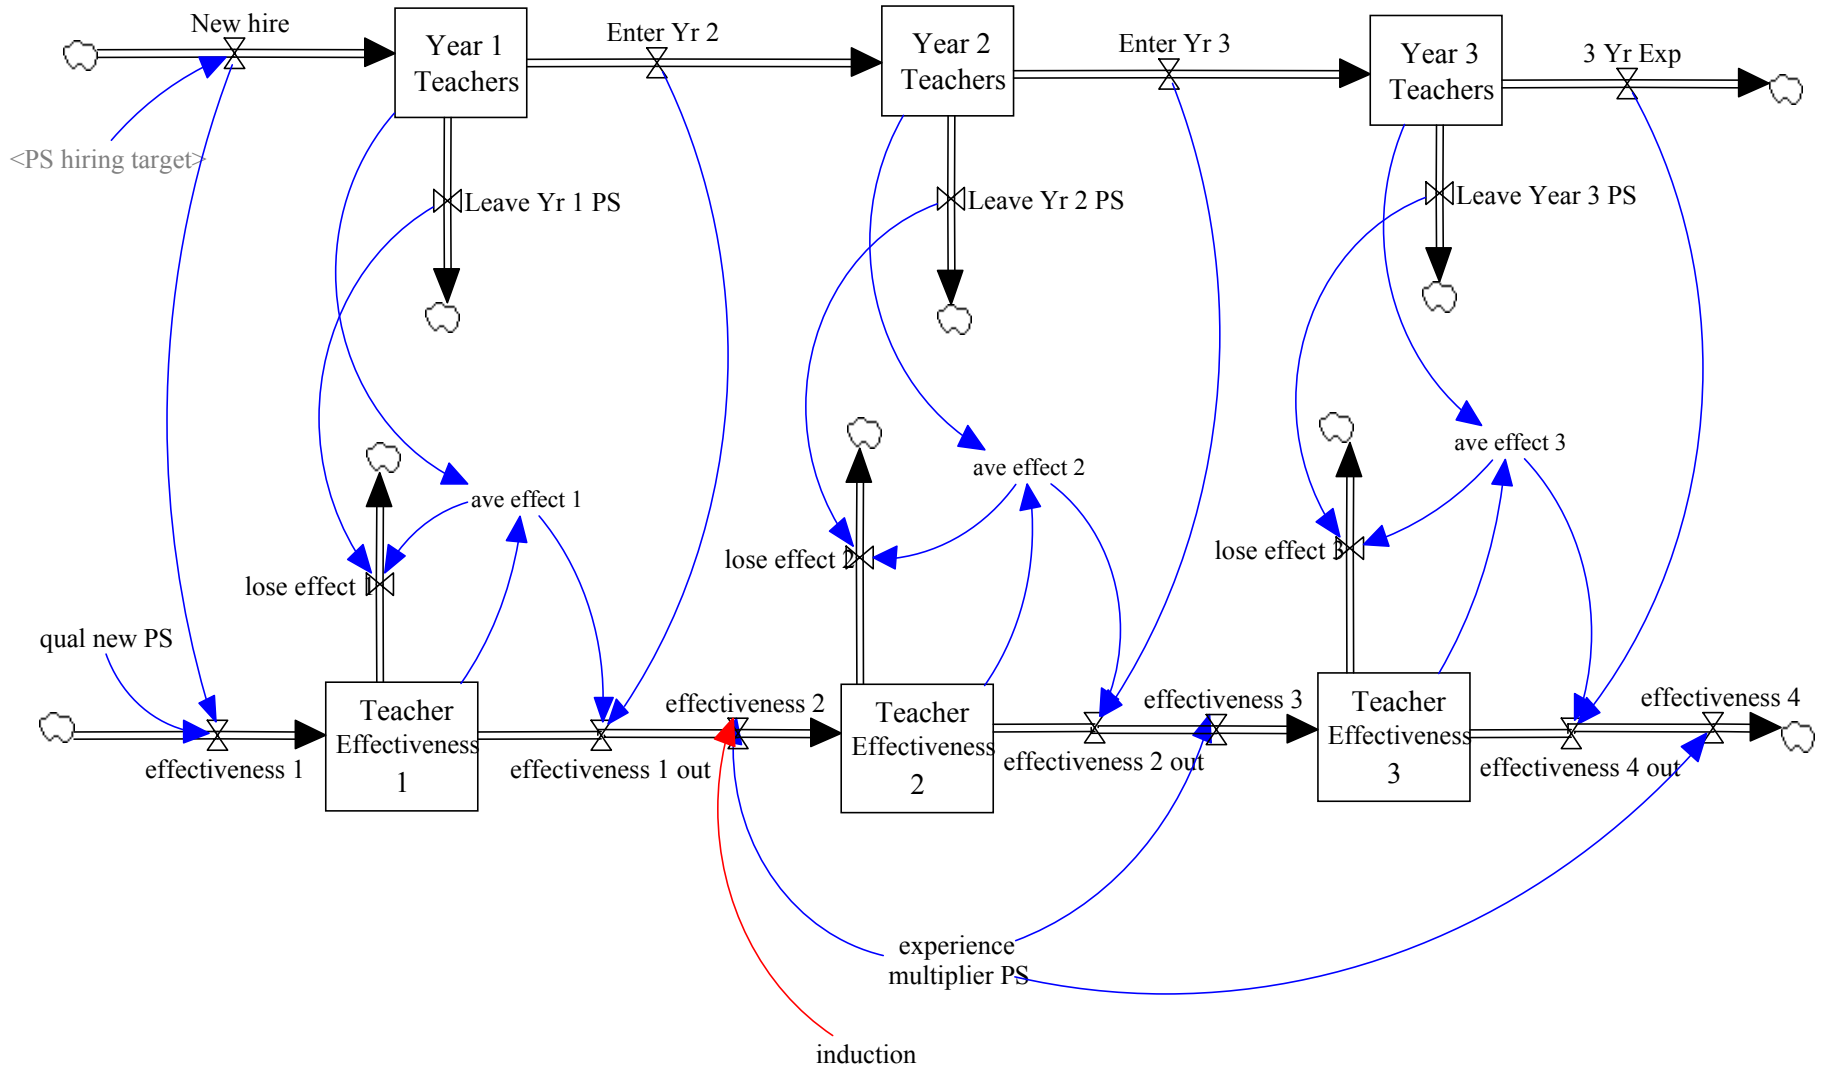 New hire
Year 1
Teachers
Enter Yr 2
Year 2
Teachers
Enter Yr 3
Year 3
Teachers
3 Yr Exp
<PS hiring target>
Leave Yr 1 PS
Leave Yr 2 PS
Leave Year 3 PS
ave effect 1
ave effect 2
ave effect 3
lose effect 1
lose effect 2
lose effect 3
qual new PS
effectiveness 1
Teacher
Effectiveness
1
effectiveness 1 out
effectiveness 2
Teacher
Effectiveness
2
effectiveness 2 out
effectiveness 3
Teacher
Effectiveness
3
effectiveness 4 out
effectiveness 4
experience
multiplier PS
induction